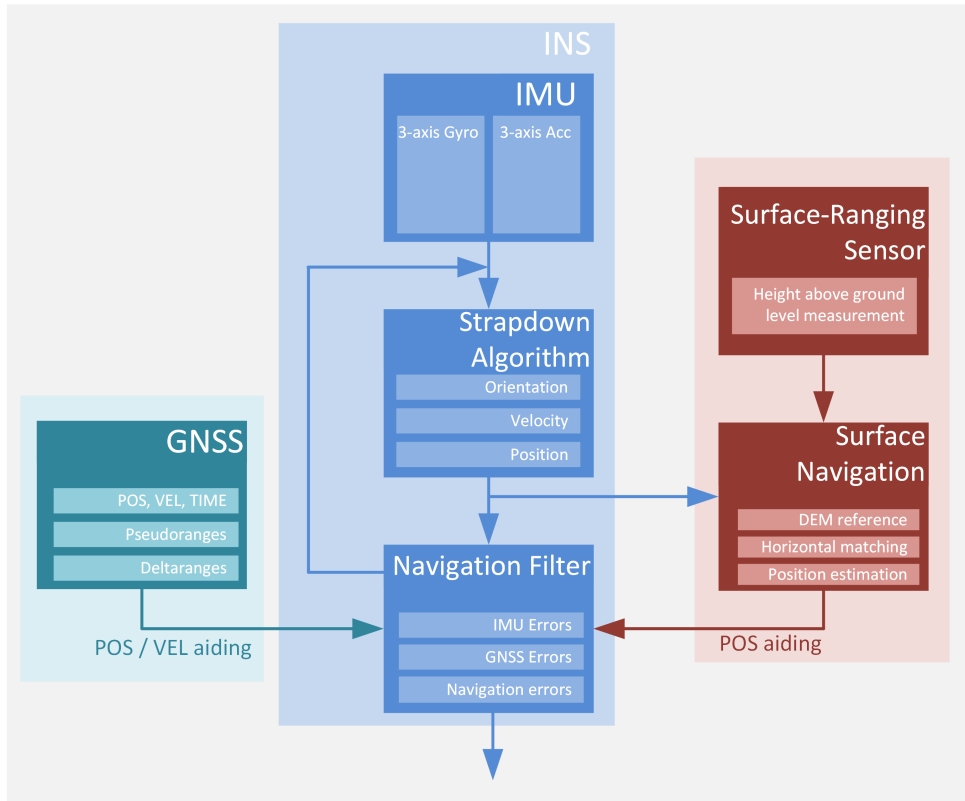 INS
IMU
3-axis Gyro
3-axis Acc
Strapdown
Algorithm
Orientation
Velocity
Position
Navigation Filter
IMU Errors
GNSS Errors
Navigation errors
GNSS
POS, VEL, TIME
Pseudoranges
Deltaranges
POS / VEL aiding
Surface-Ranging
Sensor
Height above ground
level measurement
Surface
Navigation
DEM reference
Horizontal matching
Position estimation
POS aiding